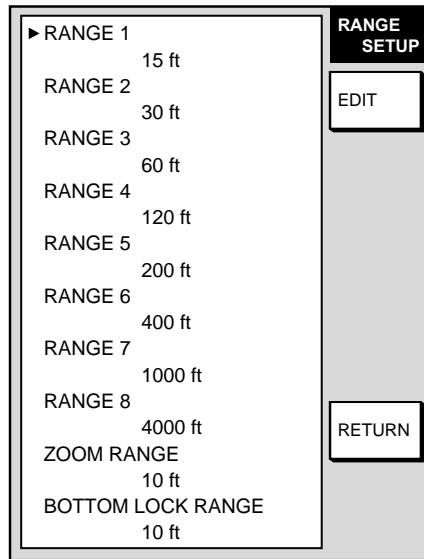 ▶ RANGE 1
15 ft
RANGE 2
30 ft
RANGE 3
60 ft
RANGE 4
120 ft
RANGE 5
200 ft
RANGE 6
400 ft
RANGE 7
1000 ft
RANGE 8
4000 ft
ZOOM RANGE
10 ft
BOTTOM LOCK RANGE
10 ft
RANGE
SETUP
EDIT
RETURN